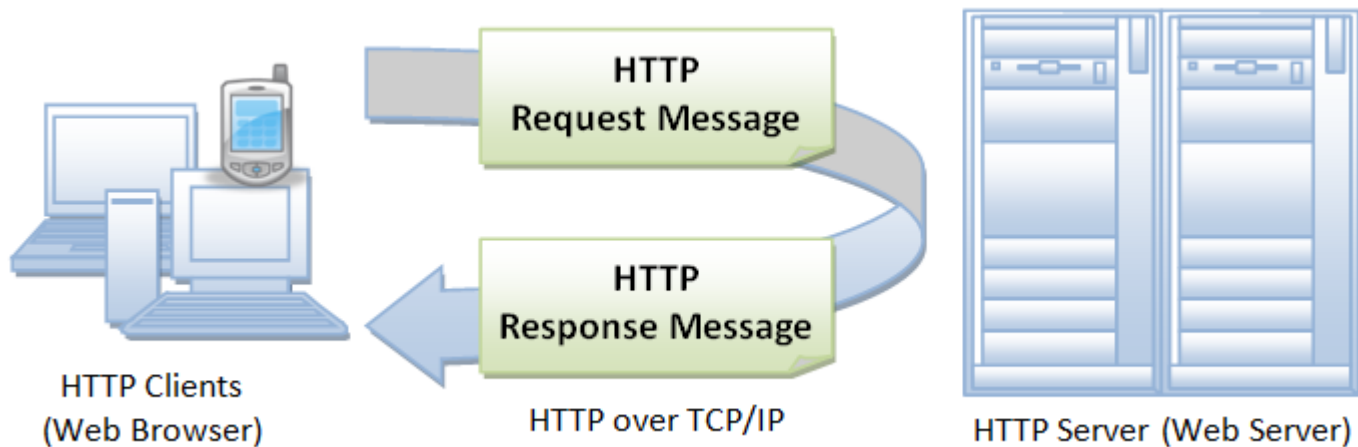 HTTP
Request Message
HTTP
Response Message
HTTP Clients
(Web Browser)
HTTP over TCP/IP
HTTP Server (Web Server)